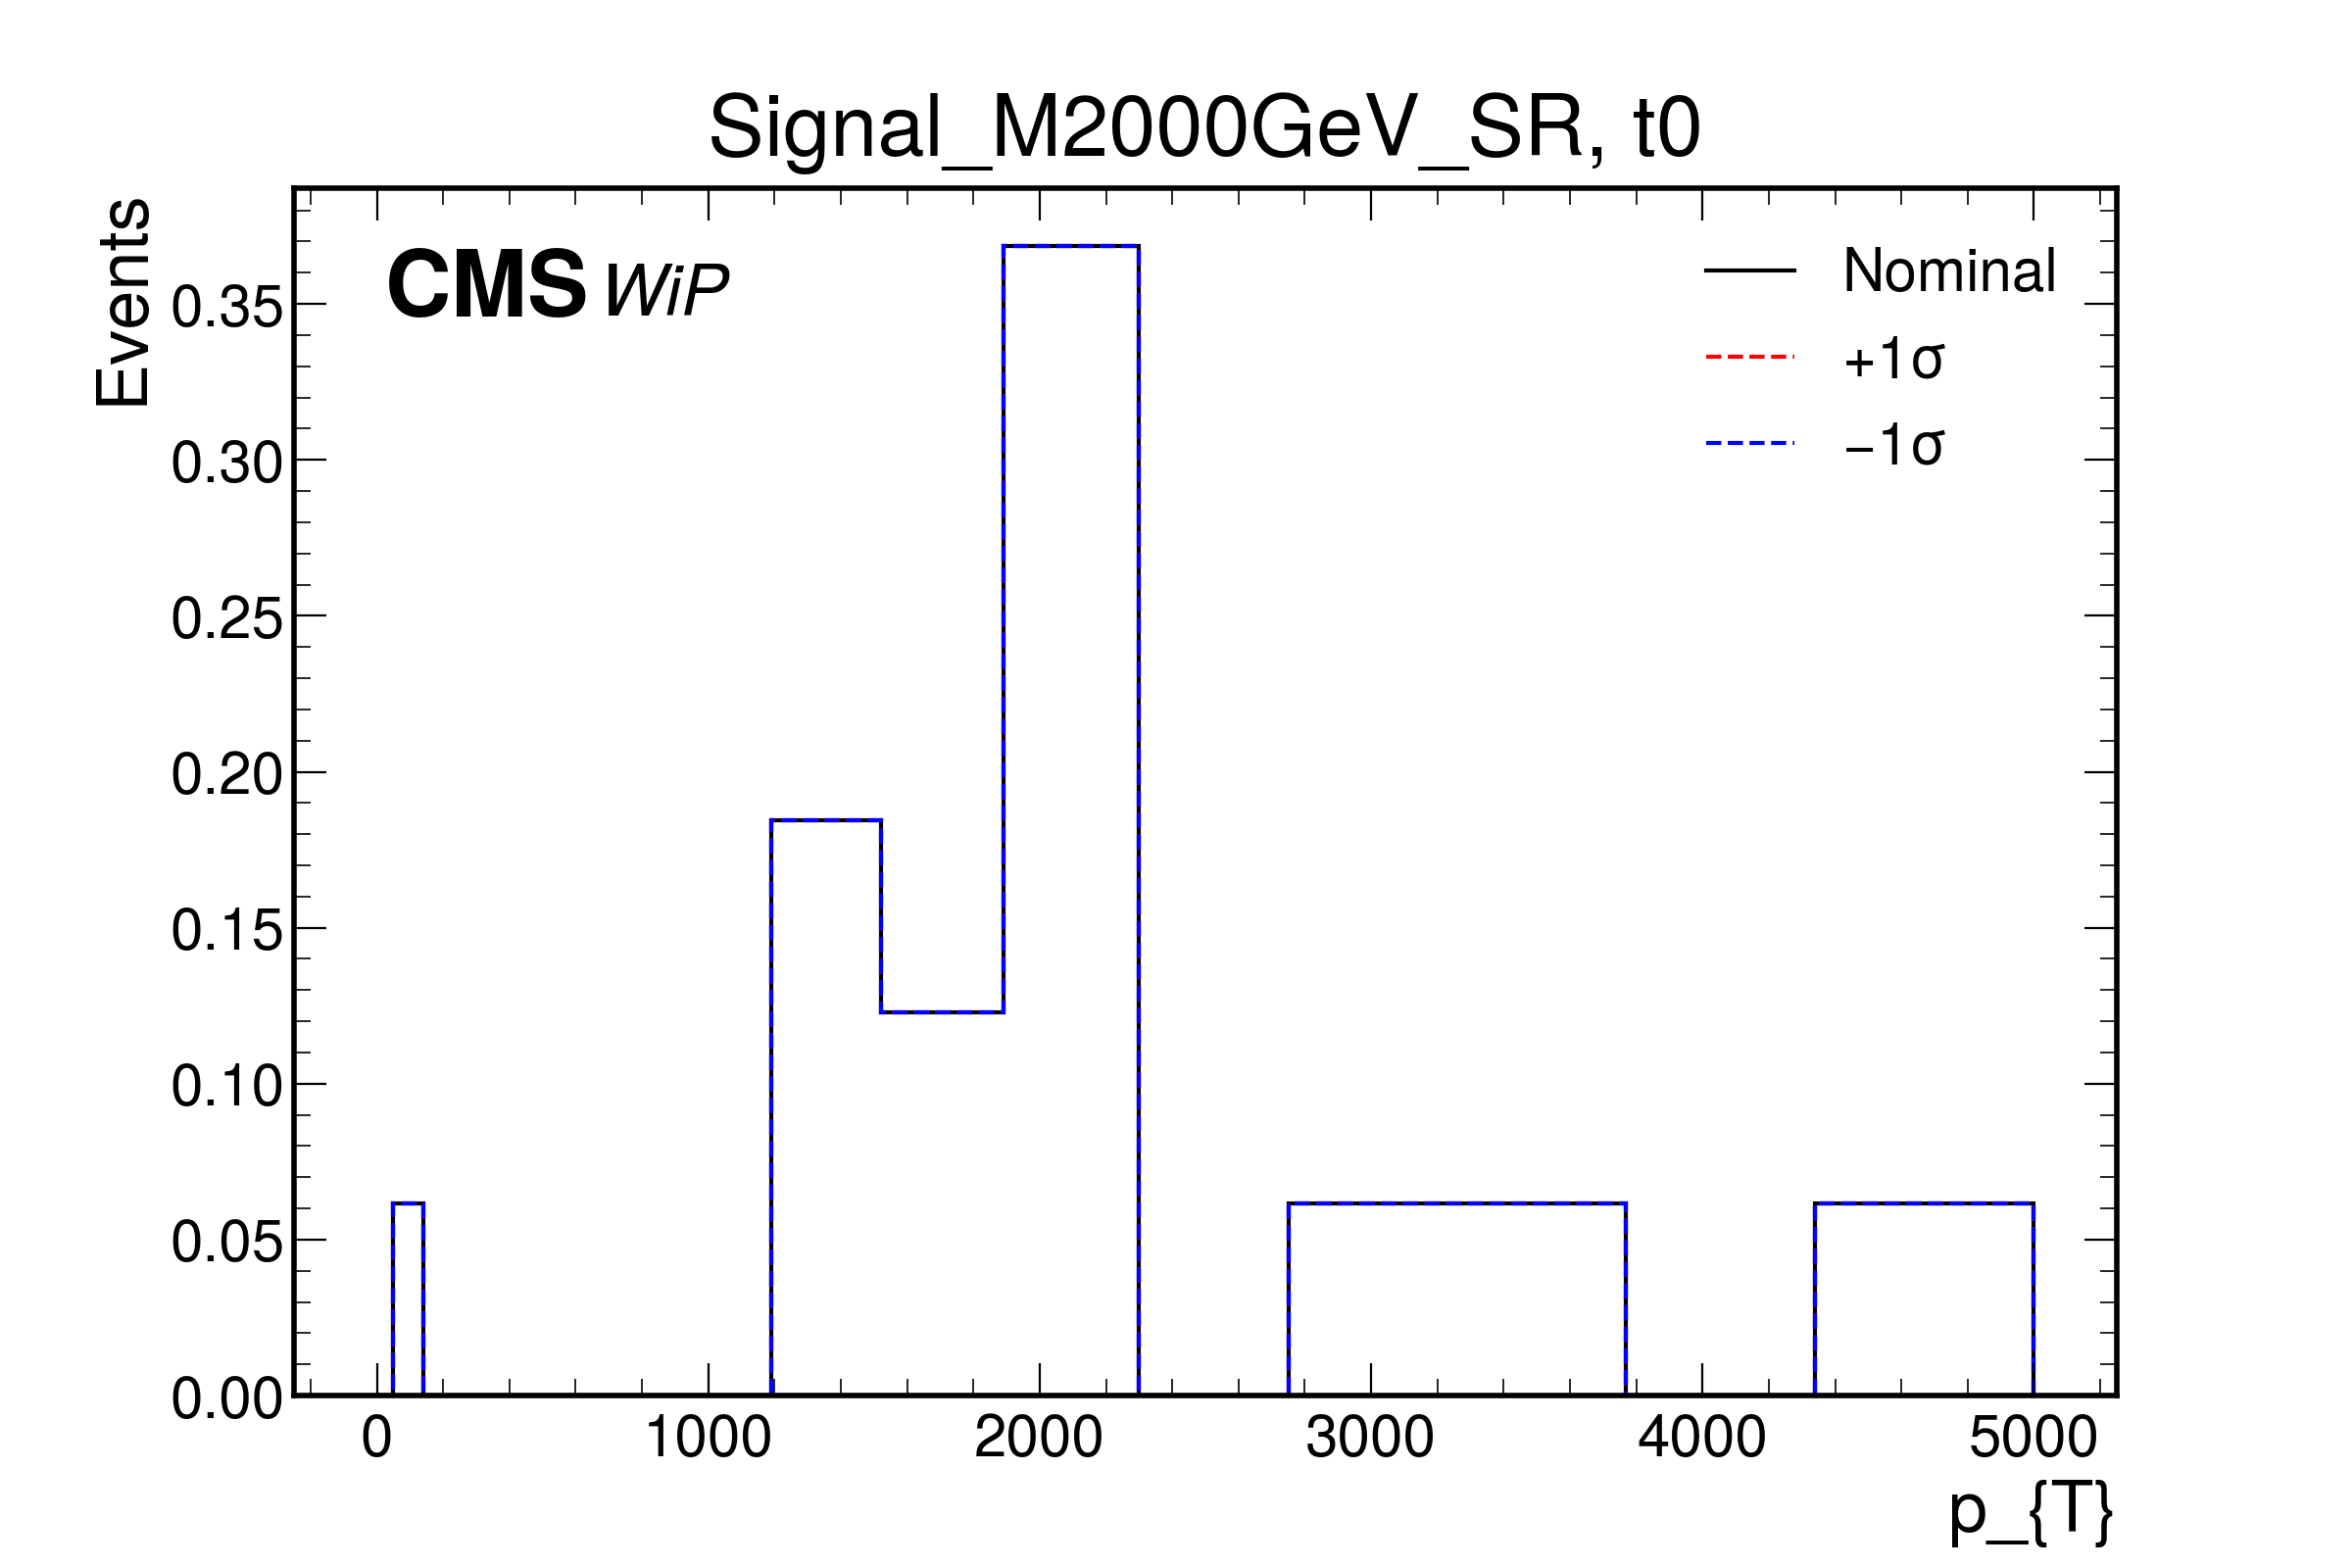 Signal_M2000GeV_SR, t0
Events
CMS WiP
Nominal
+1σ
−1σ
0.35
0.30
0.25
0.20
0.15
0.10
0.05
0.00
0 1000 2000 3000 4000 5000
p_{T}